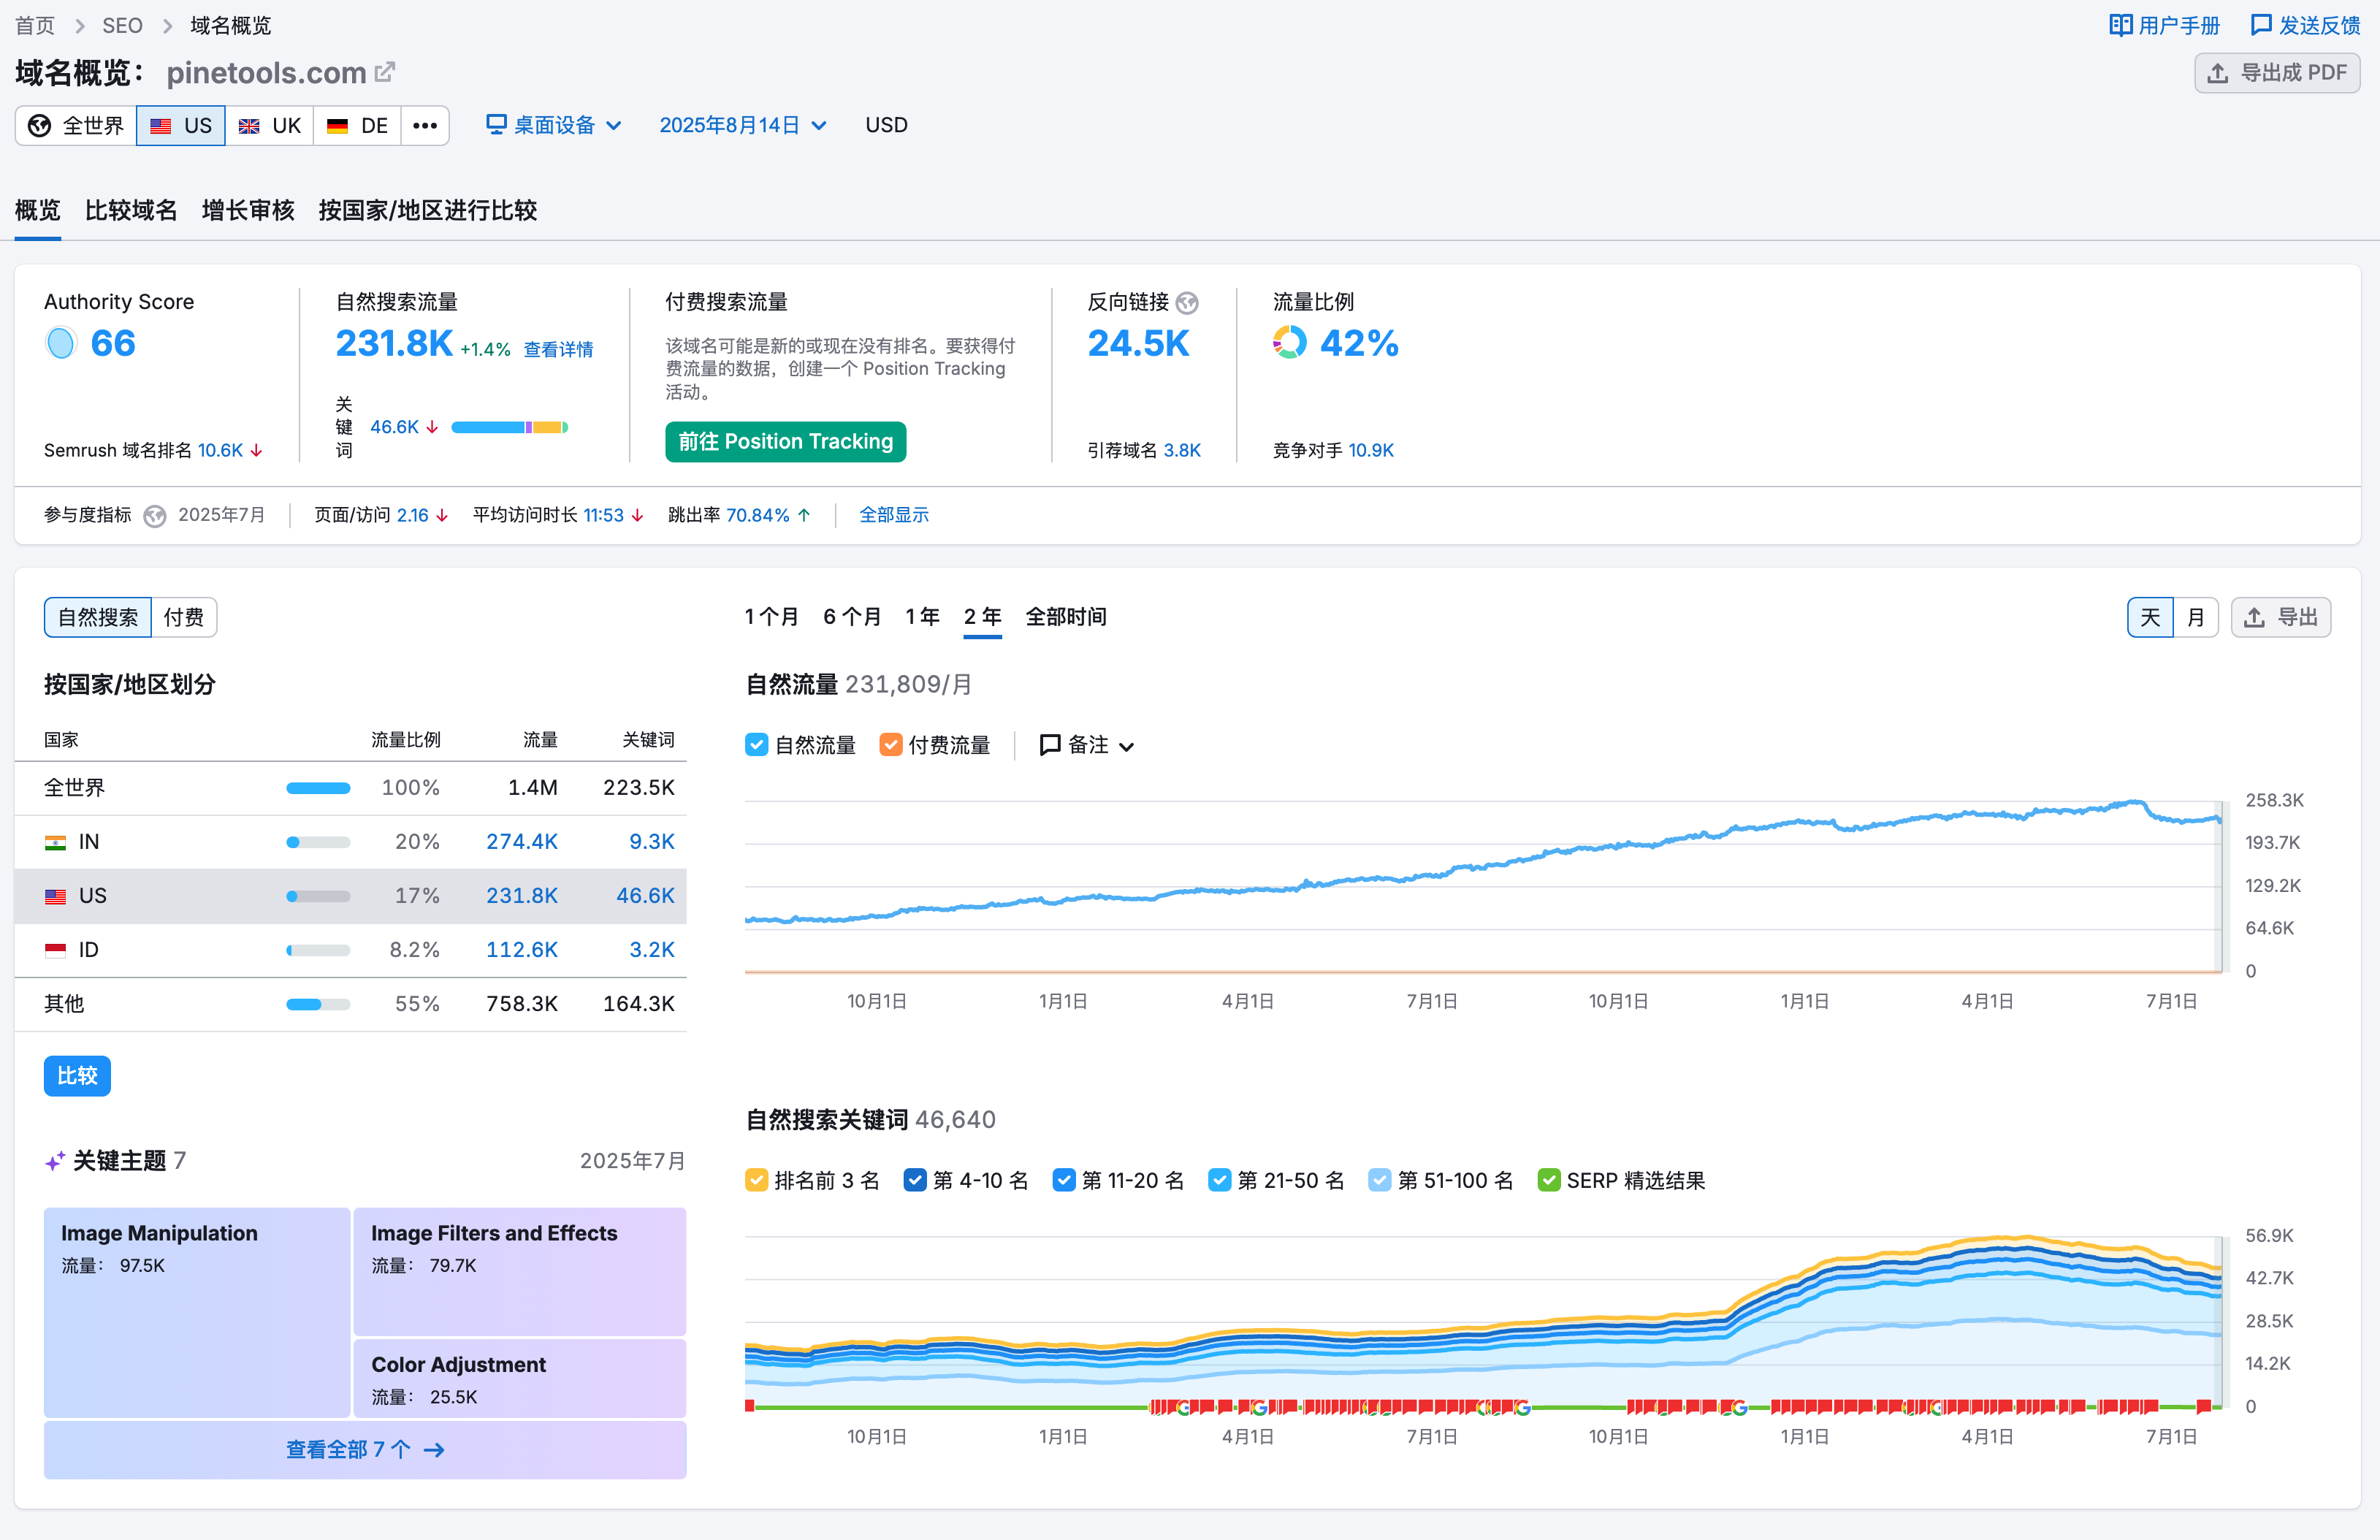 首页 > SEO > 域名概览
用户手册 发送反馈
域名概览： pinetools.com
导出成 PDF
全世界 US UK DE ••• 桌面设备 2025年8月14日 USD
概览 比较域名 增长审核 按国家/地区进行比较
Authority Score
66
Semrush 域名排名 10.6K ↓
自然搜索流量
231.8K +1.4% 查看详情
关键词 46.6K ↓
付费搜索流量
该域名可能是新的或现在没有排名。要获得付
费流量的数据，创建一个 Position Tracking
活动。
前往 Position Tracking
反向链接
24.5K
引荐域名 3.8K
流量比例
42%
竞争对手 10.9K
参与度指标 2025年7月 页面/访问 2.16 ↓ 平均访问时长 11:53 ↓ 跳出率 70.84% ↑ 全部显示
自然搜索 付费
按国家/地区划分
国家 流量比例 流量 关键词
全世界 100% 1.4M 223.5K
IN 20% 274.4K 9.3K
US 17% 231.8K 46.6K
ID 8.2% 112.6K 3.2K
其他 55% 758.3K 164.3K
比较
关键主题 7 2025年7月
Image Manipulation
流量： 97.5K
Image Filters and Effects
流量： 79.7K
Color Adjustment
流量： 25.5K
查看全部 7 个 →
1 个月 6 个月 1 年 2 年 全部时间
天 月 导出
自然流量 231,809/月
自然流量 付费流量 备注
258.3K
193.7K
129.2K
64.6K
0
10月1日 1月1日 4月1日 7月1日 10月1日 1月1日 4月1日 7月1日
自然搜索关键词 46,640
排名前 3 名 第 4-10 名 第 11-20 名 第 21-50 名 第 51-100 名 SERP 精选结果
56.9K
42.7K
28.5K
14.2K
0
10月1日 1月1日 4月1日 7月1日 10月1日 1月1日 4月1日 7月1日